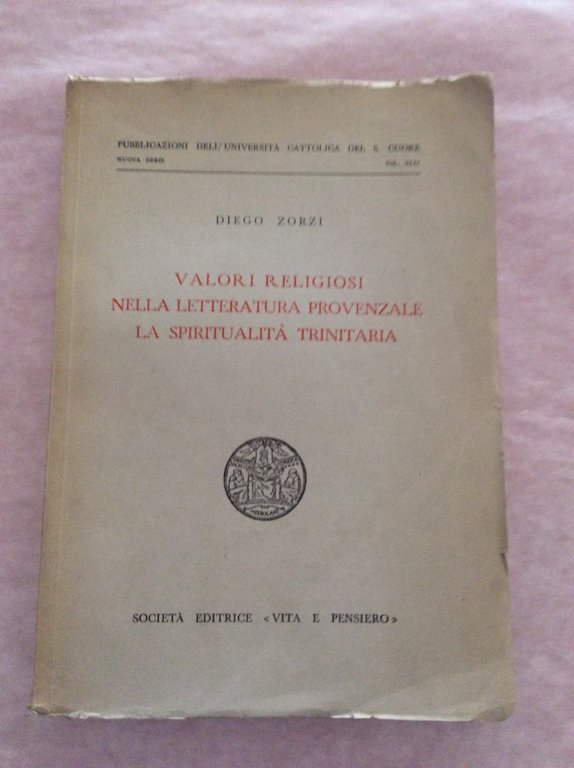 PUBBLICAZIONI DELL'UNIVERSITÀ CATTOLICA DEL S. CUORE
NUOVA SERIE VOL.
DIEGO ZORZI
VALORI RELIGIOSI
NELLA LETTERATURA PROVENZALE
LA SPIRITUALITÀ TRINITARIA
SOCIETÀ EDITRICE «VITA E PENSIERO»